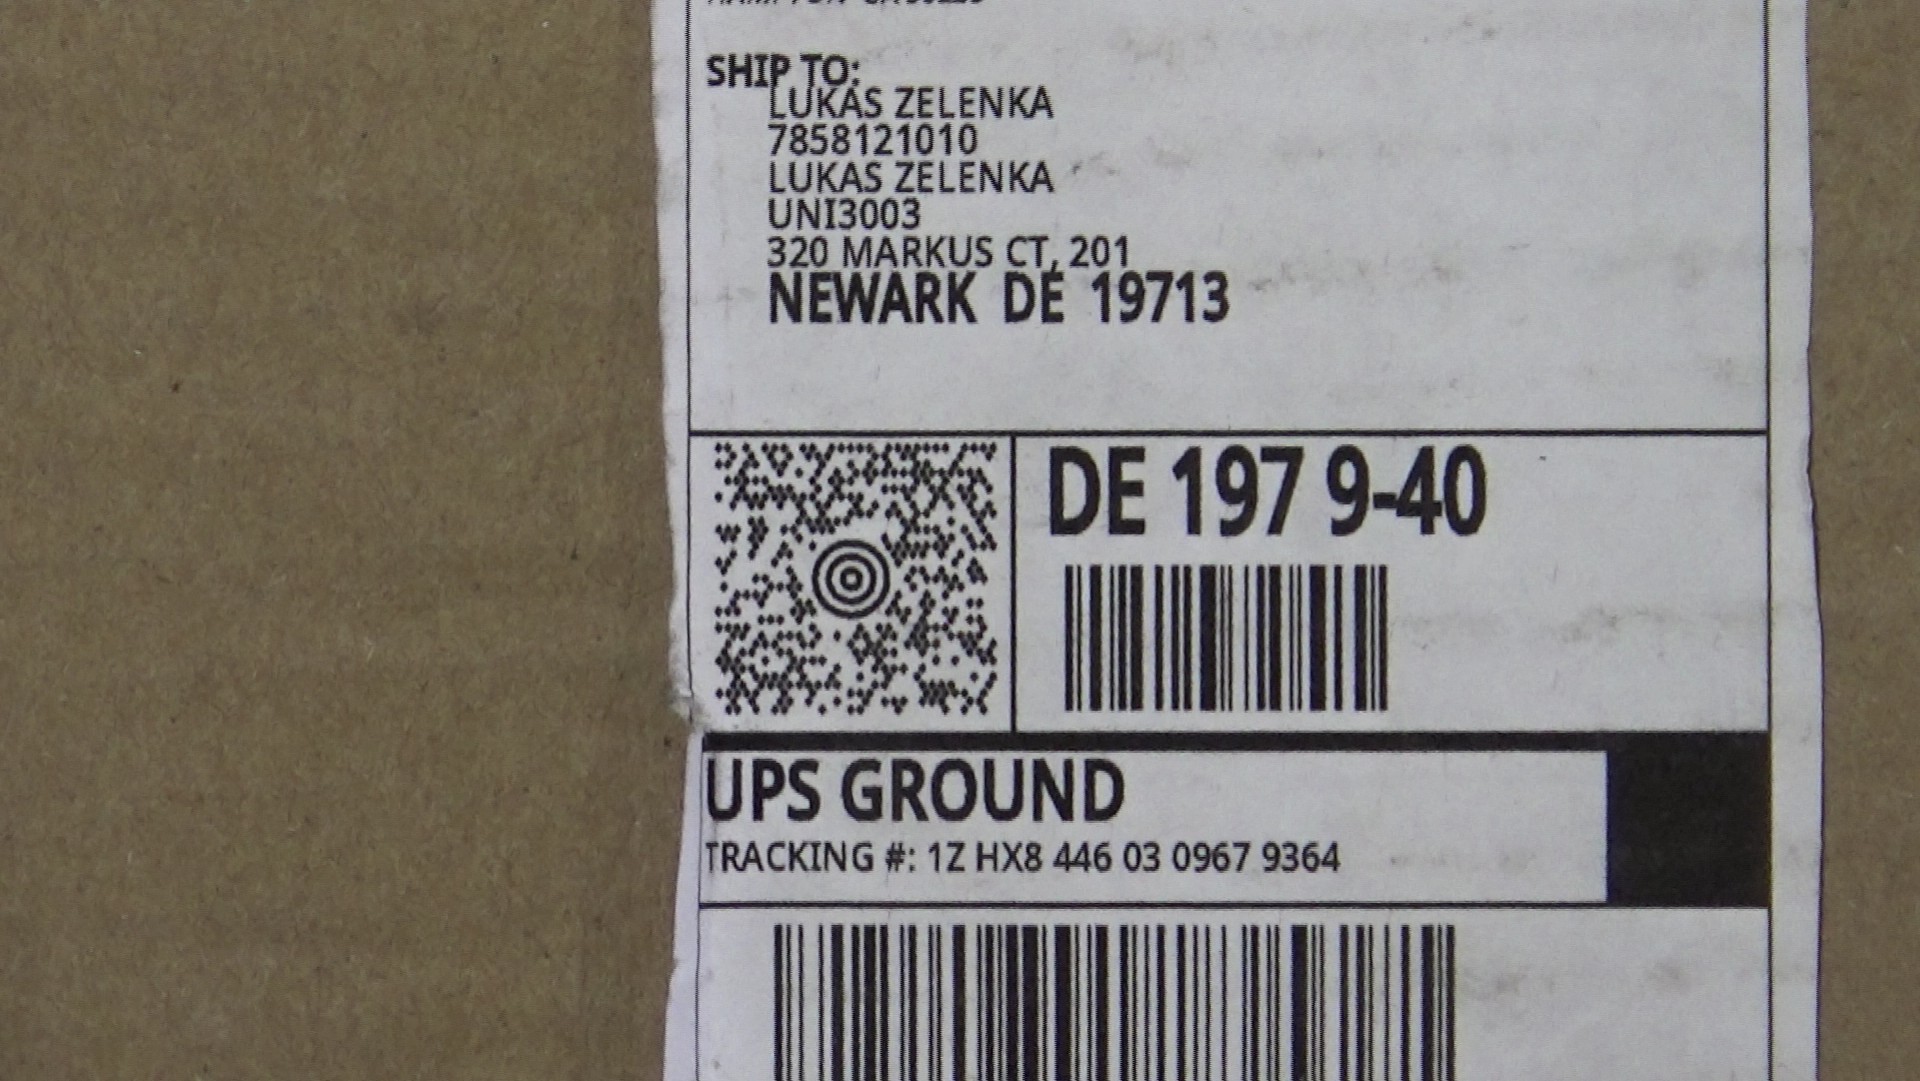 SHIP TO:
LUKAS ZELENKA
7858121010
LUKAS ZELENKA
UNI3003
320 MARKUS CT, 201
NEWARK DE 19713
DE 197 9-40
UPS GROUND
TRACKING #: 1Z HX8 446 03 0967 9364